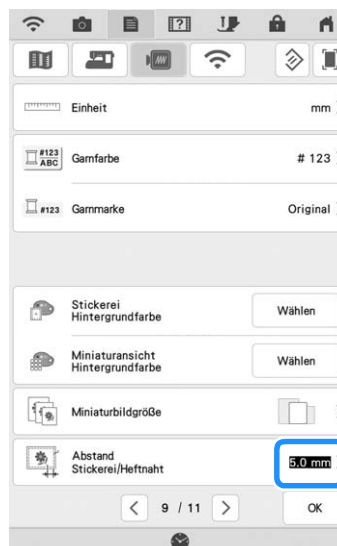 Einheit
mm
#123
ABC
Garnfarbe
# 123
#123
Garnmarke
Original
Stickerei
Hintergrundfarbe
Wählen
Miniaturansicht
Hintergrundfarbe
Wählen
Miniaturbildgröße
Abstand
Stickerei/Heftnaht
5.0 mm
9 / 11
OK